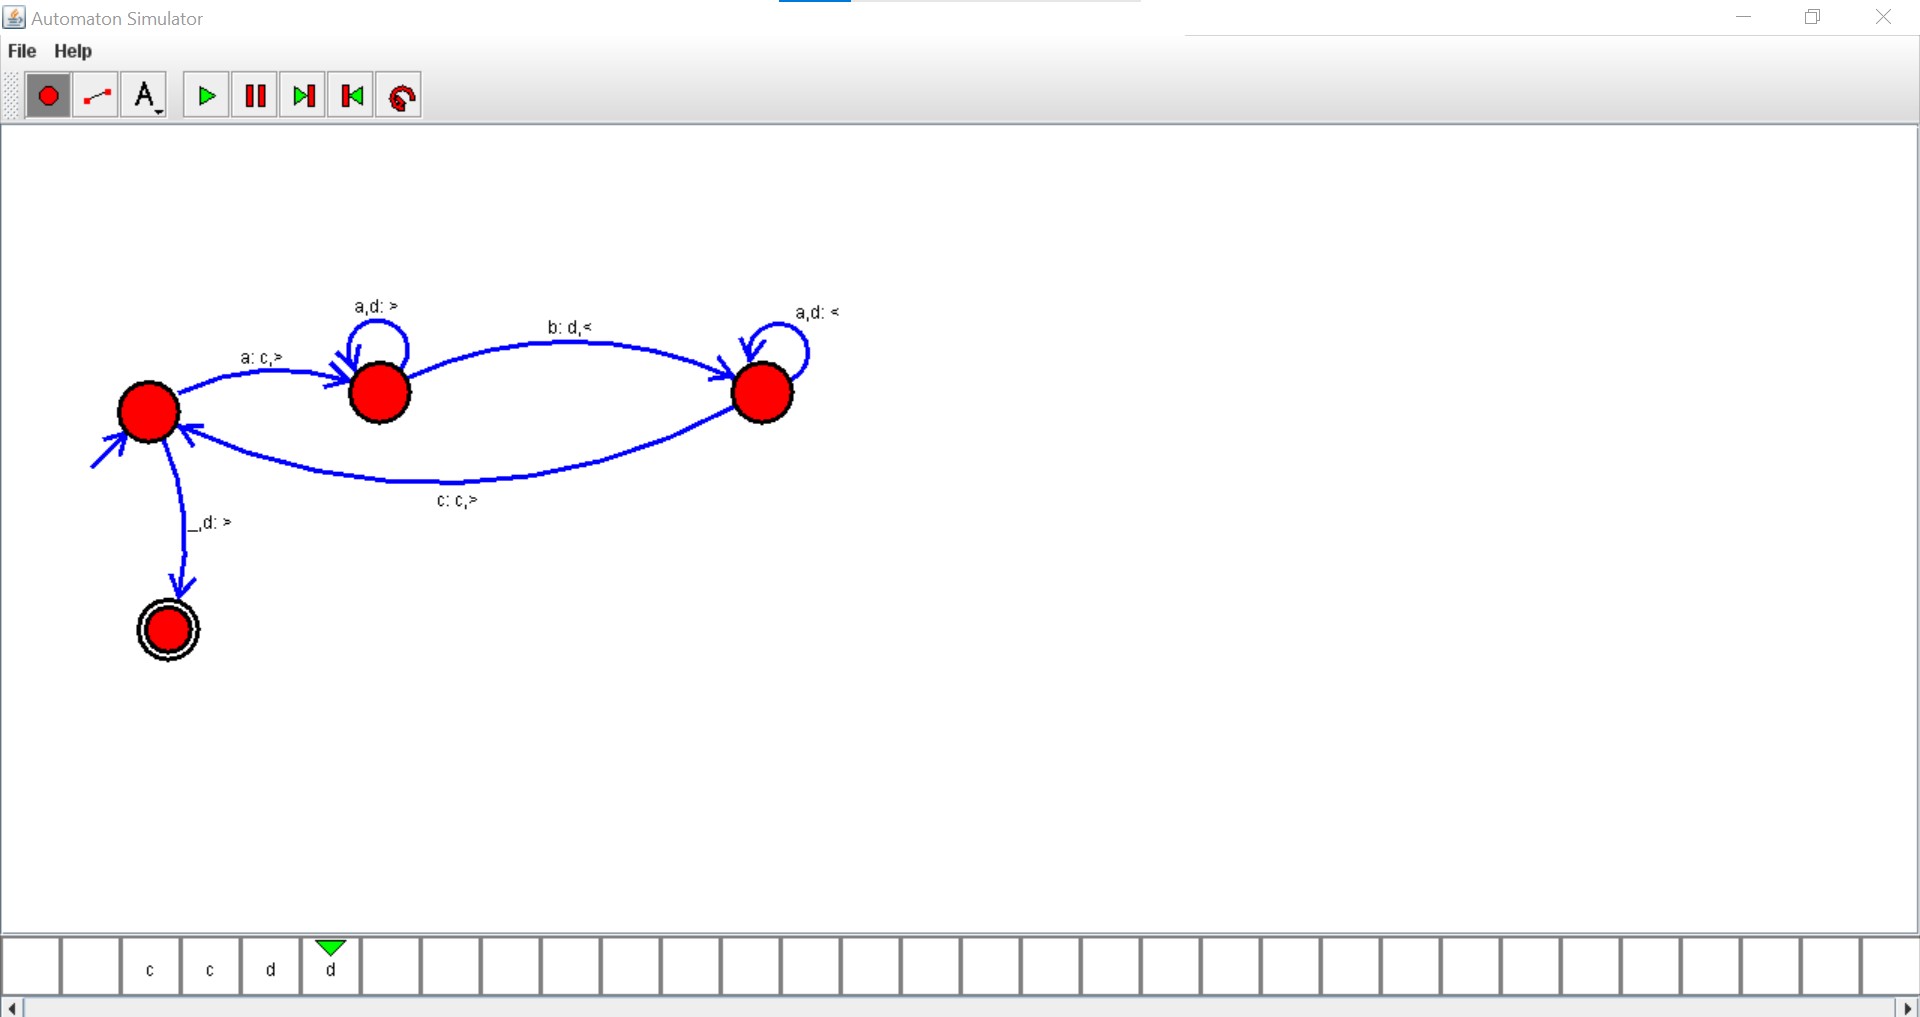 Automaton Simulator
File Help
A
a,d: >
a,d: <
b: d,<
a: c,>
c: c,>
_,d: >
c c d d